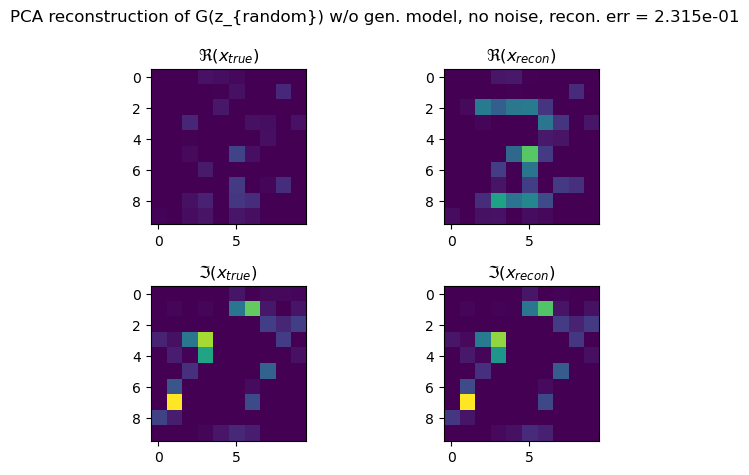 PCA reconstruction of G(z_{random}) w/o gen. model, no noise, recon. err = 2.315e-01
ℜ(x_true) ℜ(x_recon)
0 0
2 2
4 4
6 6
8 8
0 5 0 5
ℑ(x_true) ℑ(x_recon)
0 0
2 2
4 4
6 6
8 8
0 5 0 5